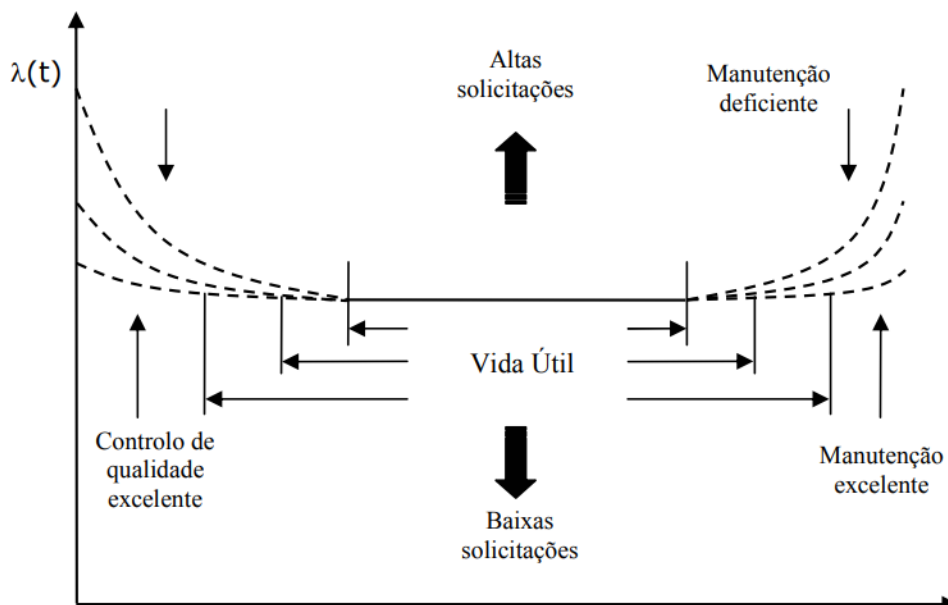 λ(t)
Altas
solicitações
Manutenção
deficiente
Vida Útil
Controlo de
qualidade
excelente
Manutenção
excelente
Baixas
solicitações